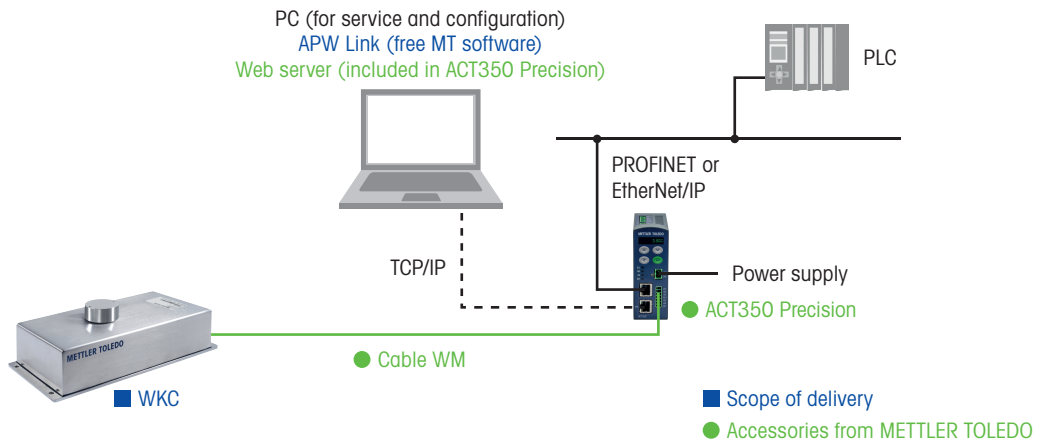 PC (for service and configuration)
APW Link (free MT software)
Web server (included in ACT350 Precision)
PLC
PROFINET or
EtherNet/IP
METTLER TOLEDO
TCP/IP
Power supply
ACT350 Precision
METTLER TOLEDO
Cable WM
WKC
Scope of delivery
Accessories from METTLER TOLEDO